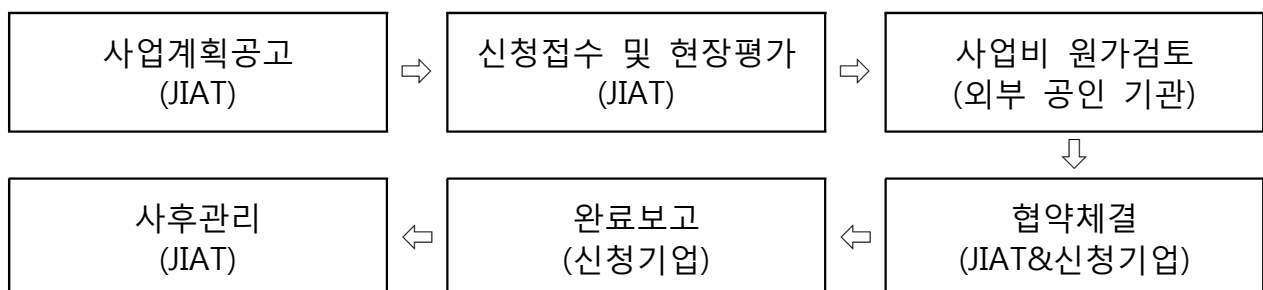 사업계획공고
(JIAT)
신청접수 및 현장평가
(JIAT)
사업비 원가검토
(외부 공인 기관)
협약체결
(JIAT&신청기업)
완료보고
(신청기업)
사후관리
(JIAT)